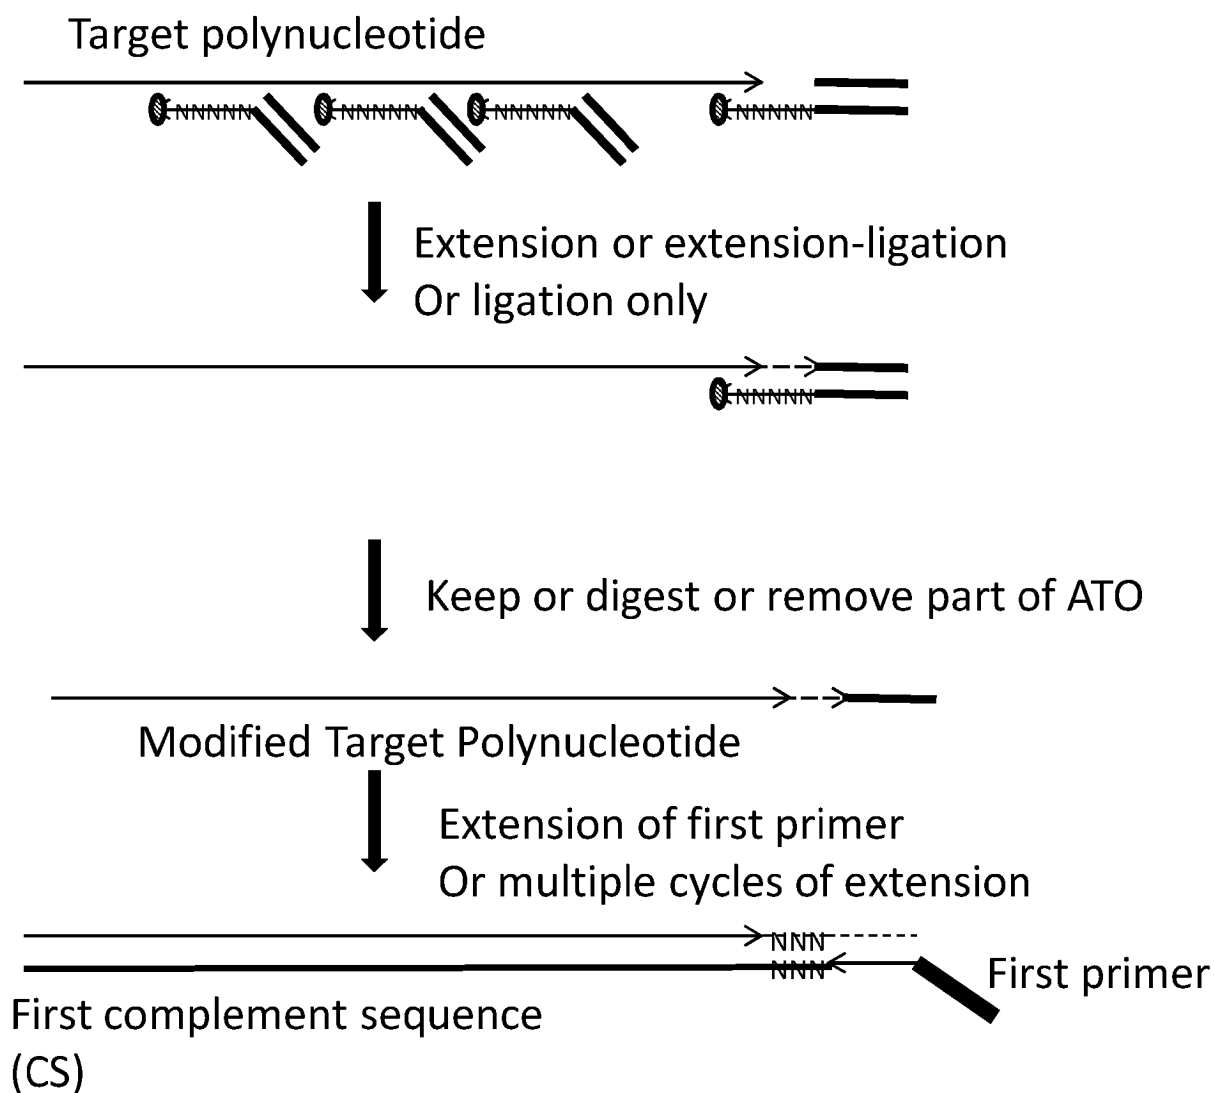 Target polynucleotide
NNNNN NNNNN NNNNN NNNNN
Extension or extension-ligation
Or ligation only
NNNNN
Keep or digest or remove part of ATO
Modified Target Polynucleotide
Extension of first primer
Or multiple cycles of extension
NNN
NNN
First primer
First complement sequence
(CS)